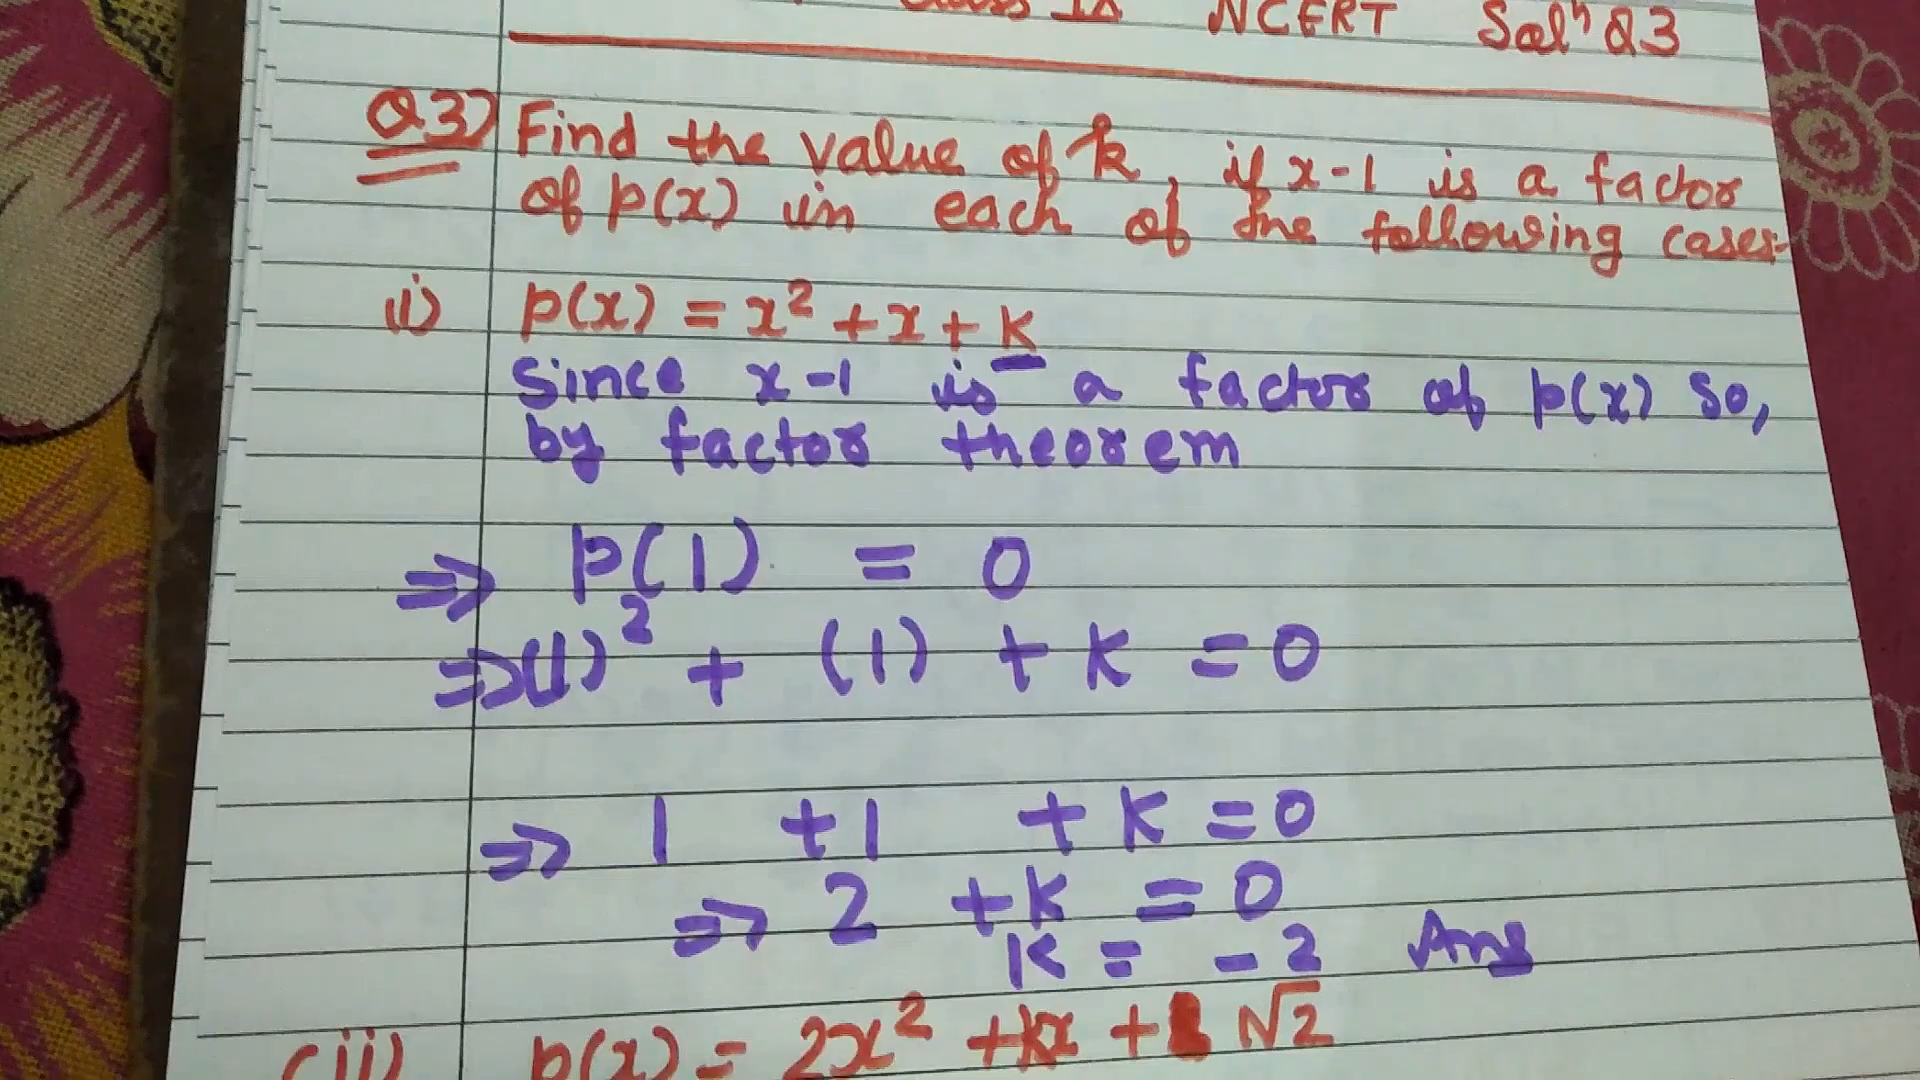 Class IX NCERT Solⁿ Q3
Q3) Find the value of k, if x-1 is a factor
of p(x) in each of the following cases:-
(i) p(x) = x² + x + k
Since x-1 is a factor of p(x) so,
by factor theorem
⇒ p(1) = 0
⇒ (1)² + (1) + k = 0
⇒ 1 + 1 + k = 0
⇒ 2 + k = 0
k = - 2 Ans
(ii) p(x) = 2x² + kx + √2